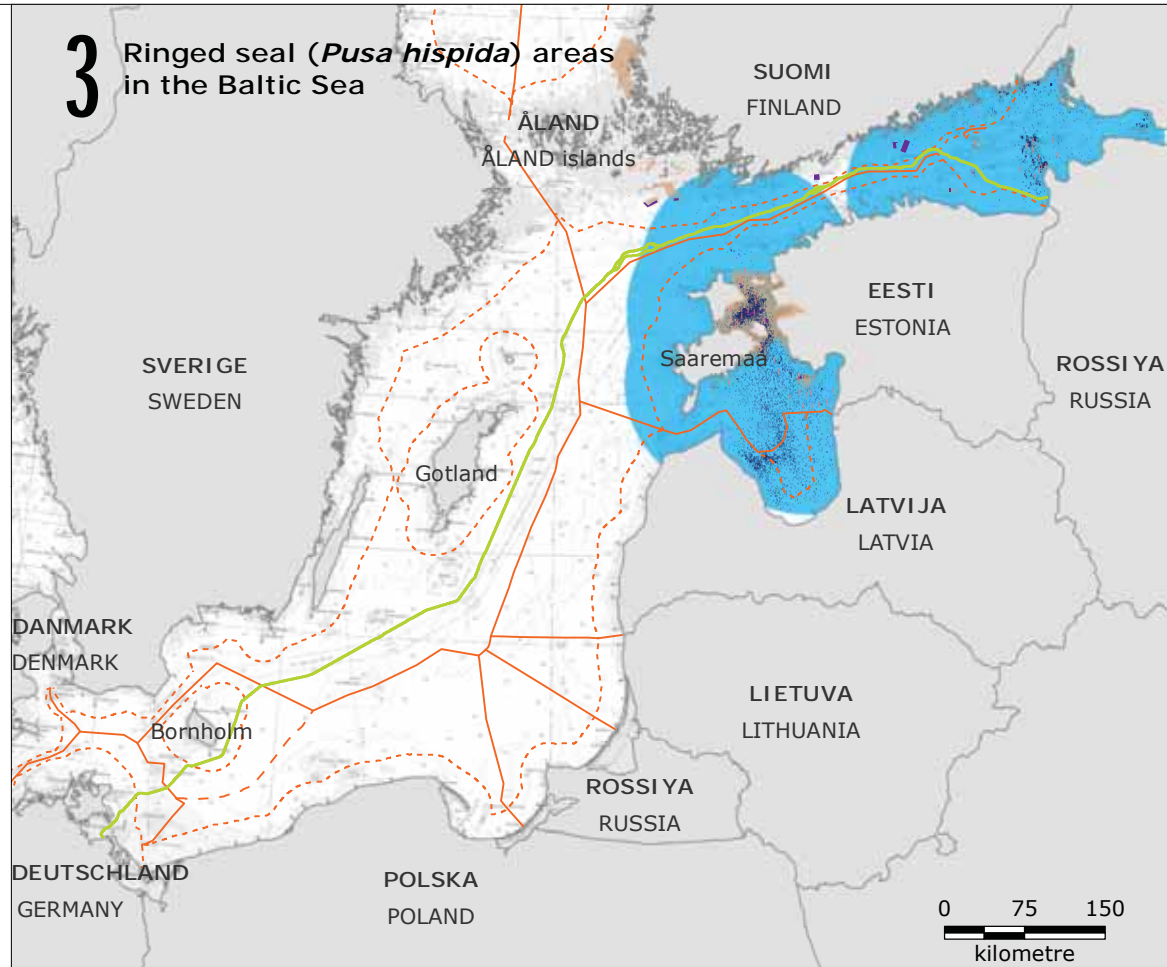 3
Ringed seal (Pusa hispida) areas
in the Baltic Sea
SUOMI
FINLAND
ÅLAND
ÅLAND islands
EESTI
ESTONIA
Saaremaa
SVERIGE
SWEDEN
ROSSIYA
RUSSIA
Gotland
LATVIJA
LATVIA
DANMARK
DENMARK
LIETUVA
LITHUANIA
Bornholm
ROSSIYA
RUSSIA
DEUTSCHLAND
GERMANY
POLSKA
POLAND
0 75 150
kilometre